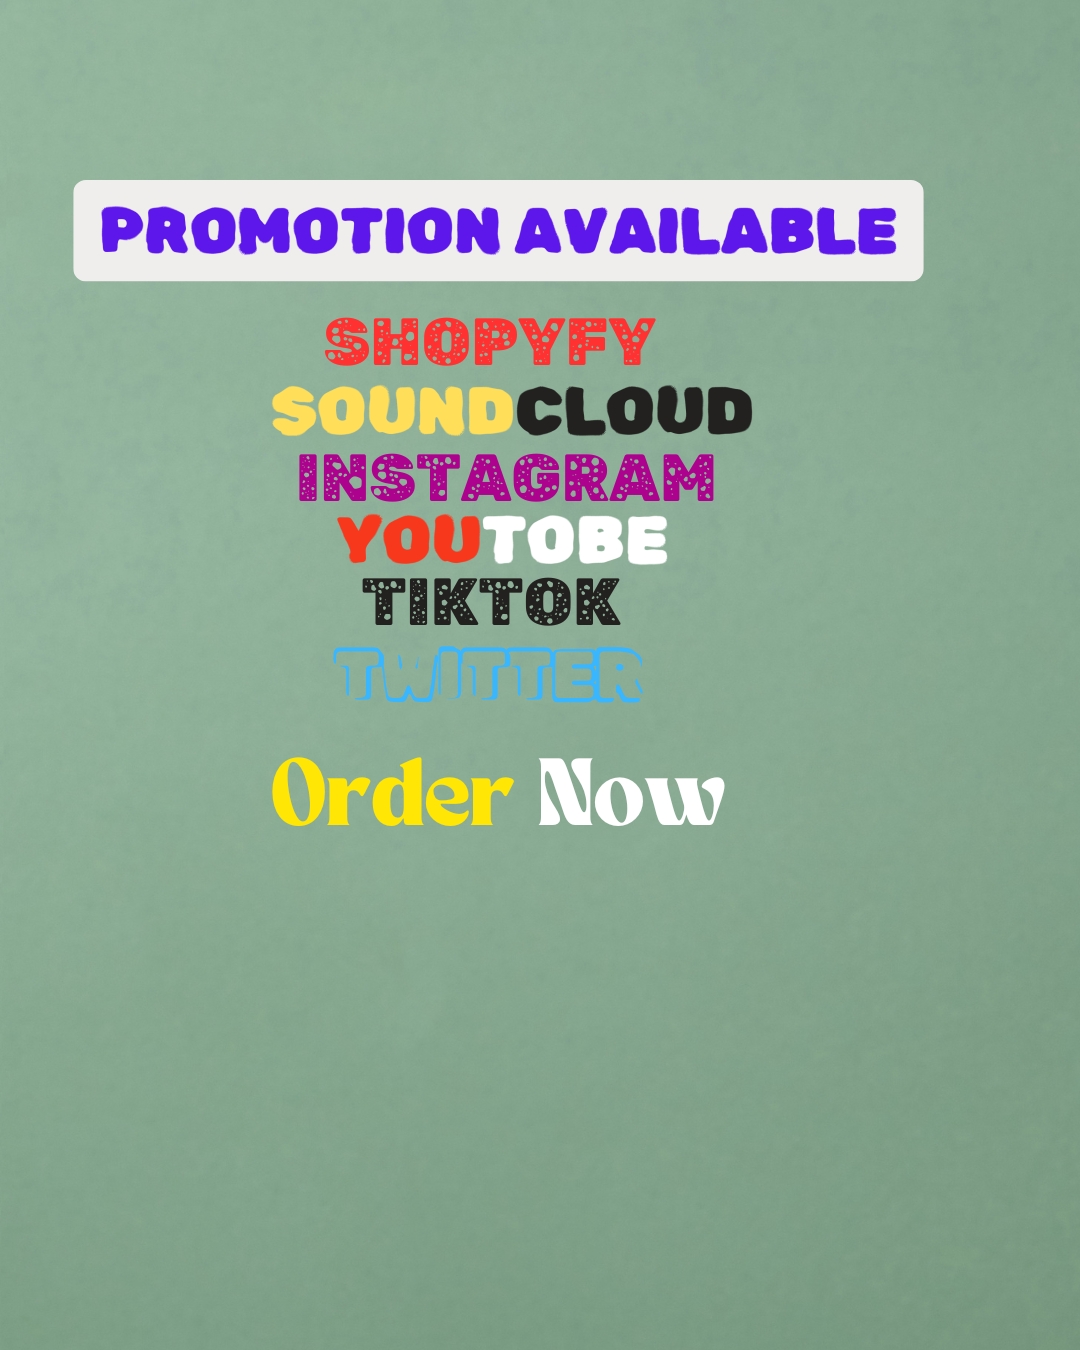 PROMOTION AVAILABLE
SHOPYFY
SOUNDCLOUD
INSTAGRAM
YOUTOBE
TIKTOK
TWITTER
Order Now